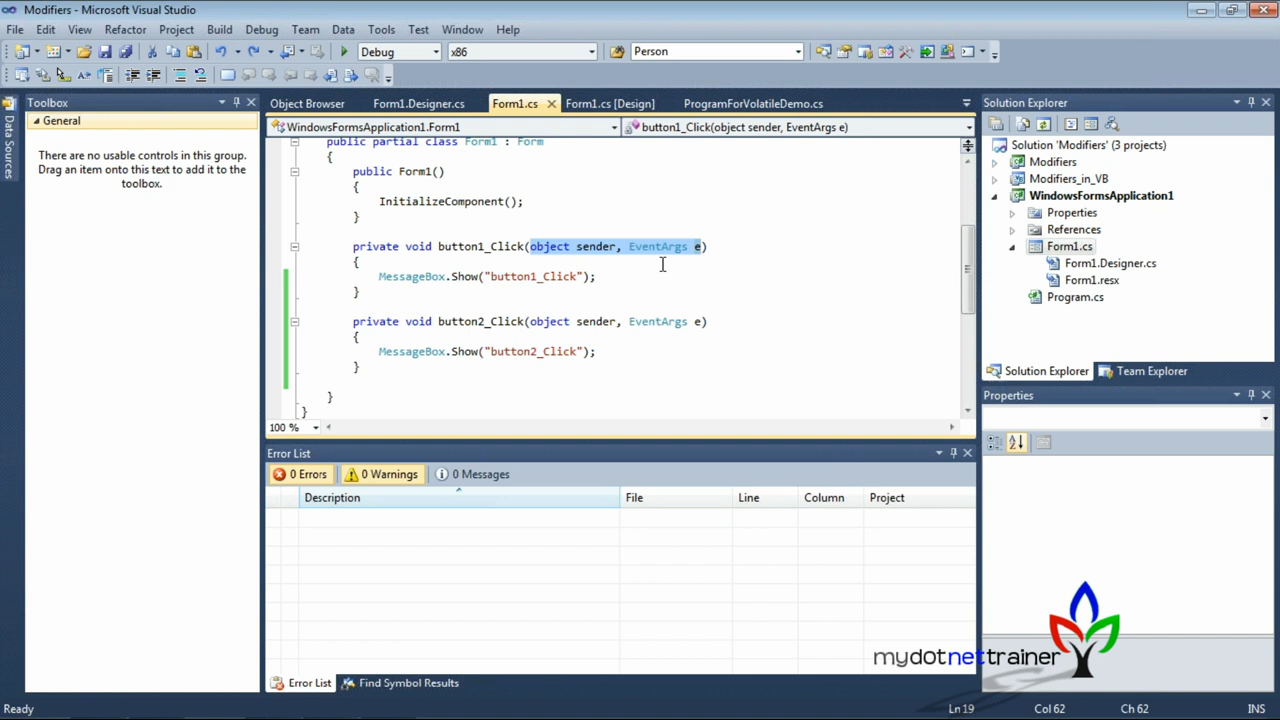 Modifiers - Microsoft Visual Studio
File Edit View Refactor Project Build Debug Team Data Tools Test Window Help
Debug x86 Person
Toolbox
General
There are no usable controls in this group.
Drag an item onto this text to add it to the
toolbox.
Data Sources
Object Browser Form1.Designer.cs Form1.cs Form1.cs [Design] ProgramForVolatileDemo.cs
WindowsFormsApplication1.Form1 button1_Click(object sender, EventArgs e)
public partial class Form1 : Form
{
public Form1()
{
InitializeComponent();
}
private void button1_Click(object sender, EventArgs e)
{
MessageBox.Show("button1_Click");
}
private void button2_Click(object sender, EventArgs e)
{
MessageBox.Show("button2_Click");
}
}
}
100 %
Error List
0 Errors 0 Warnings 0 Messages
Description File Line Column Project
Error List Find Symbol Results
Solution Explorer
Solution 'Modifiers' (3 projects)
Modifiers
Modifiers_in_VB
WindowsFormsApplication1
Properties
References
Form1.cs
Form1.Designer.cs
Form1.resx
Program.cs
Solution Explorer Team Explorer
Properties
mydotnettrainer
Ready Ln 19 Col 62 Ch 62 INS